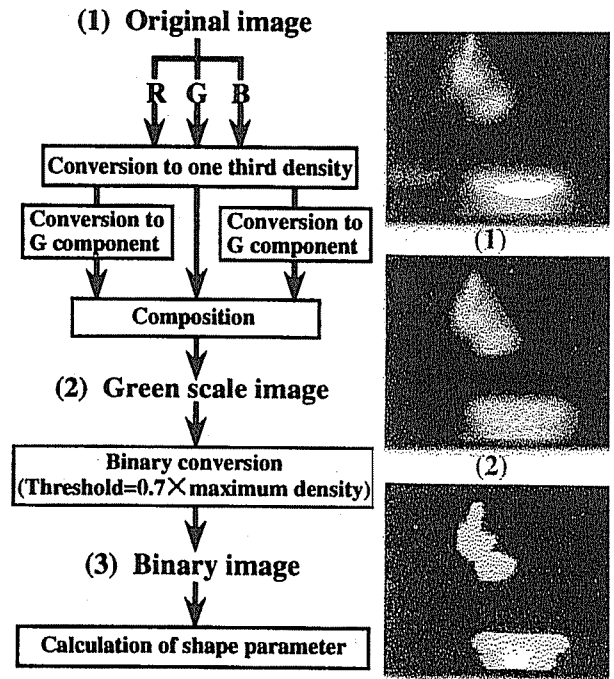 (1) Original image
R G B
Conversion to one third density
Conversion to
G component
Conversion to
G component
Composition
(2) Green scale image
Binary conversion
(Threshold=0.7×maximum density)
(3) Binary image
Calculation of shape parameter
(1)
(2)